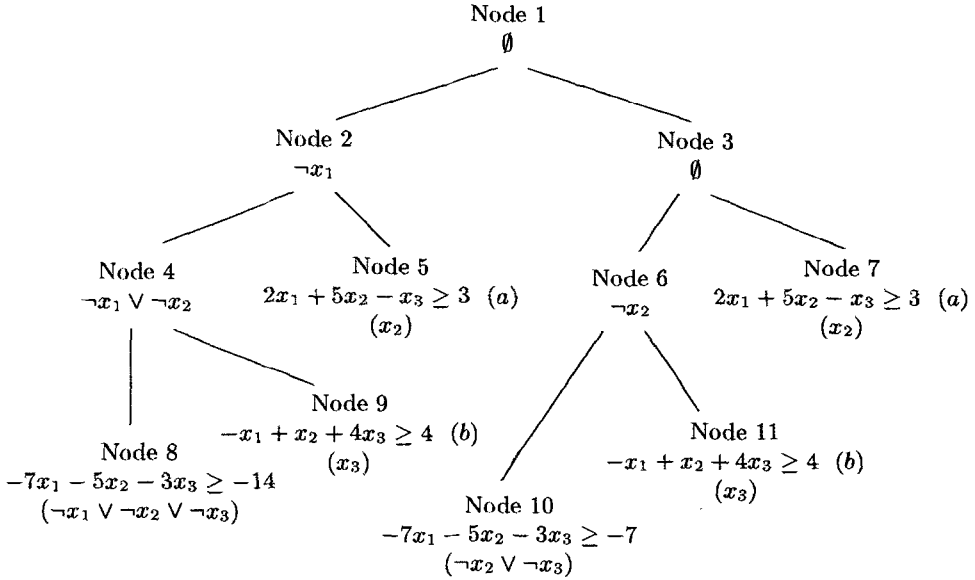 Node 1
∅
Node 2
¬x₁
Node 3
∅
Node 4
¬x₁ ∨ ¬x₂
Node 5
2x₁ + 5x₂ − x₃ ≥ 3 (a)
(x₂)
Node 6
¬x₂
Node 7
2x₁ + 5x₂ − x₃ ≥ 3 (a)
(x₂)
Node 8
−7x₁ − 5x₂ − 3x₃ ≥ −14
(¬x₁ ∨ ¬x₂ ∨ ¬x₃)
Node 9
−x₁ + x₂ + 4x₃ ≥ 4 (b)
(x₃)
Node 10
−7x₁ − 5x₂ − 3x₃ ≥ −7
(¬x₂ ∨ ¬x₃)
Node 11
−x₁ + x₂ + 4x₃ ≥ 4 (b)
(x₃)